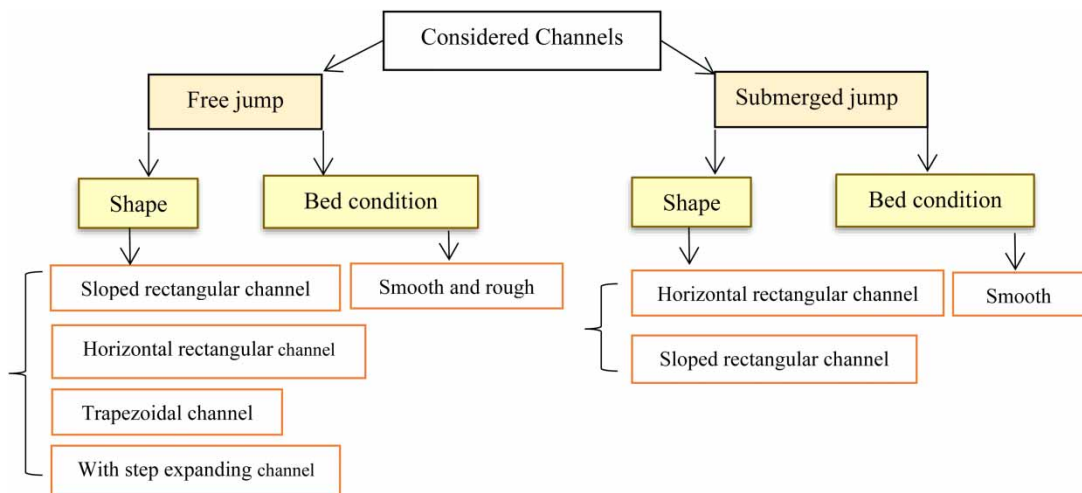 Considered Channels
Free jump
Submerged jump
Shape
Bed condition
Shape
Bed condition
Sloped rectangular channel
Smooth and rough
Horizontal rectangular channel
Smooth
Horizontal rectangular channel
Sloped rectangular channel
Trapezoidal channel
With step expanding channel